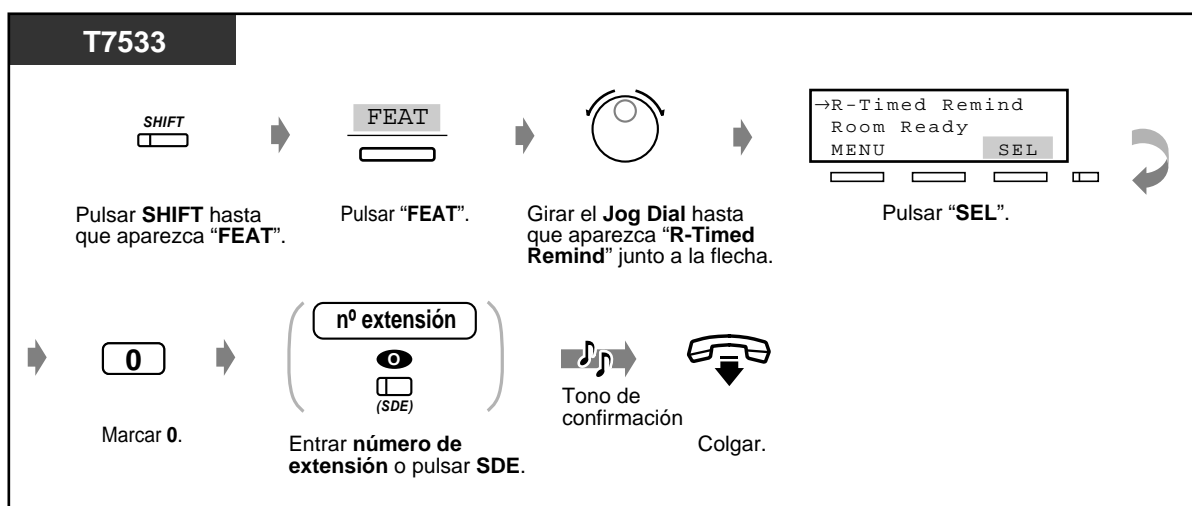 T7533
SHIFT
FEAT
→R-Timed Remind
Room Ready
MENU SEL
Pulsar SHIFT hasta
que aparezca “FEAT”.
Pulsar “FEAT”.
Girar el Jog Dial hasta
que aparezca “R-Timed
Remind” junto a la flecha.
Pulsar “SEL”.
0
nº extensión
O
(SDE)
Marcar 0.
Entrar número de
extensión o pulsar SDE.
Tono de
confirmación
Colgar.